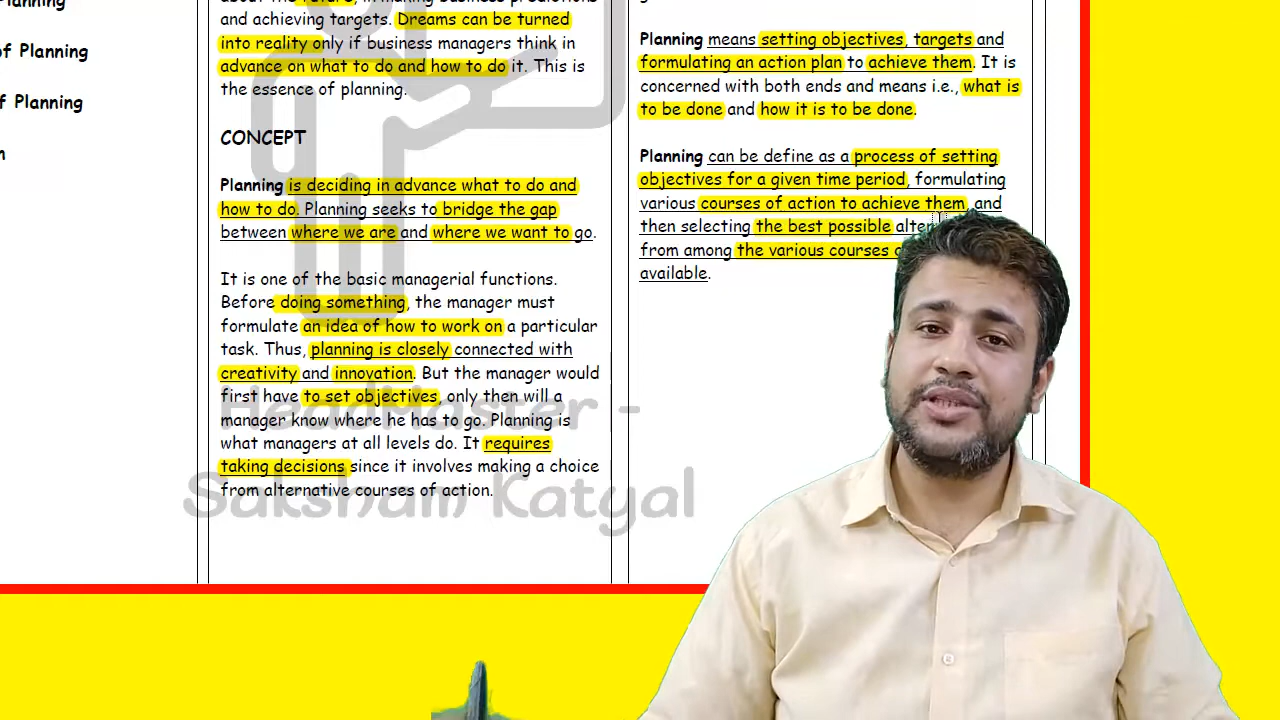 Planning
of Planning
f Planning
n
and achieving targets. Dreams can be turned
into reality only if business managers think in
advance on what to do and how to do it. This is
the essence of planning.
CONCEPT
Planning is deciding in advance what to do and
how to do. Planning seeks to bridge the gap
between where we are and where we want to go.
It is one of the basic managerial functions.
Before doing something, the manager must
formulate an idea of how to work on a particular
task. Thus, planning is closely connected with
creativity and innovation. But the manager would
first have to set objectives, only then will a
manager know where he has to go. Planning is
what managers at all levels do. It requires
taking decisions since it involves making a choice
from alternative courses of action.
Planning means setting objectives, targets and
formulating an action plan to achieve them. It is
concerned with both ends and means i.e., what is
to be done and how it is to be done.
Planning can be define as a process of setting
objectives for a given time period, formulating
various courses of action to achieve them, and
then selecting the best possible alter
from among the various courses
available.
HeadMaster -
Saksham Katyal